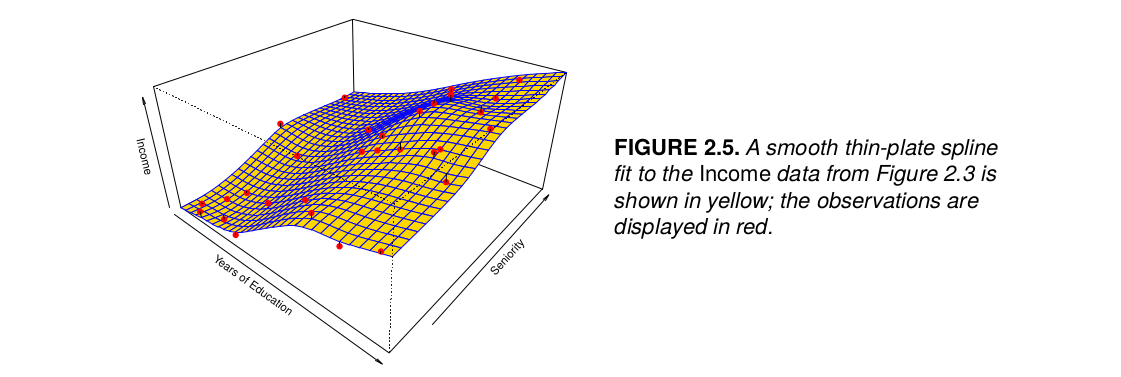 Income
Years of Education
Seniority
FIGURE 2.5. A smooth thin-plate spline
fit to the Income data from Figure 2.3 is
shown in yellow; the observations are
displayed in red.